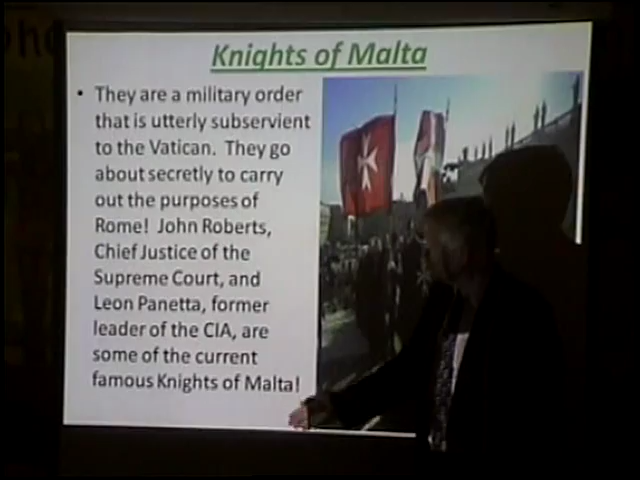 Knights of Malta
• They are a military order
that is utterly subservient
to the Vatican. They go
about secretly to carry
out the purposes of
Rome! John Roberts,
Chief Justice of the
Supreme Court, and
Leon Panetta, former
leader of the CIA, are
some of the current
famous Knights of Malta!